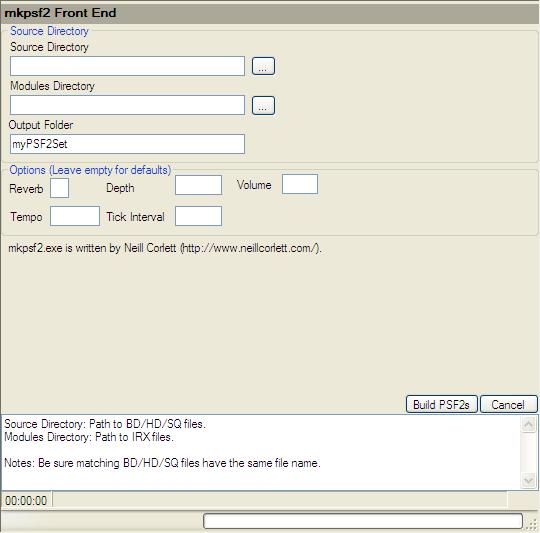 mkpsf2 Front End
Source Directory
Source Directory
...
Modules Directory
...
Output Folder
myPSF2Set
Options (Leave empty for defaults)
Reverb Depth Volume
Tempo Tick Interval
mkpsf2.exe is written by Neill Corlett (http://www.neillcorlett.com/).
Build PSF2s Cancel
Source Directory: Path to BD/HD/SQ files.
Modules Directory: Path to IRX files.
Notes: Be sure matching BD/HD/SQ files have the same file name.
00:00:00